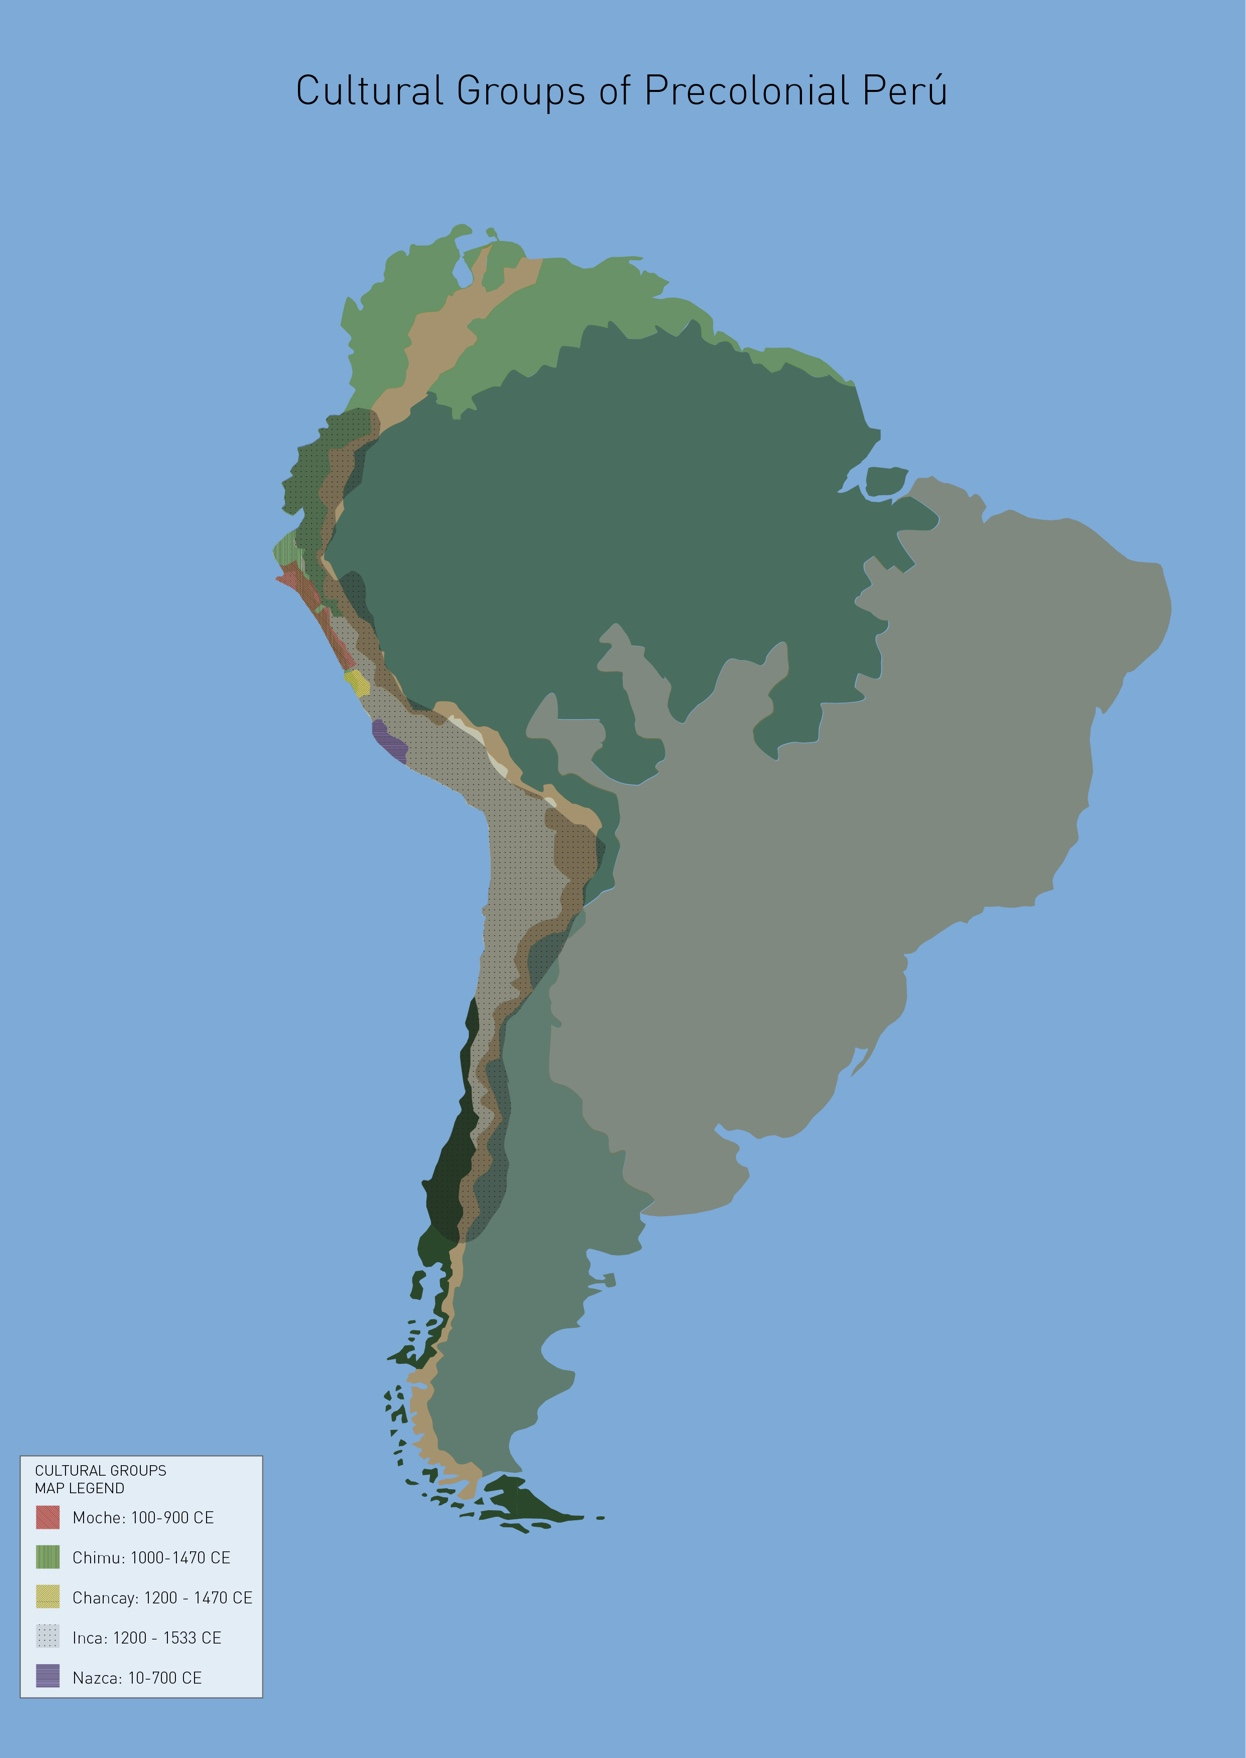 Cultural Groups of Precolonial Perú
CULTURAL GROUPS
MAP LEGEND
Moche: 100-900 CE
Chimu: 1000-1470 CE
Chancay: 1200 - 1470 CE
Inca: 1200 - 1533 CE
Nazca: 10-700 CE